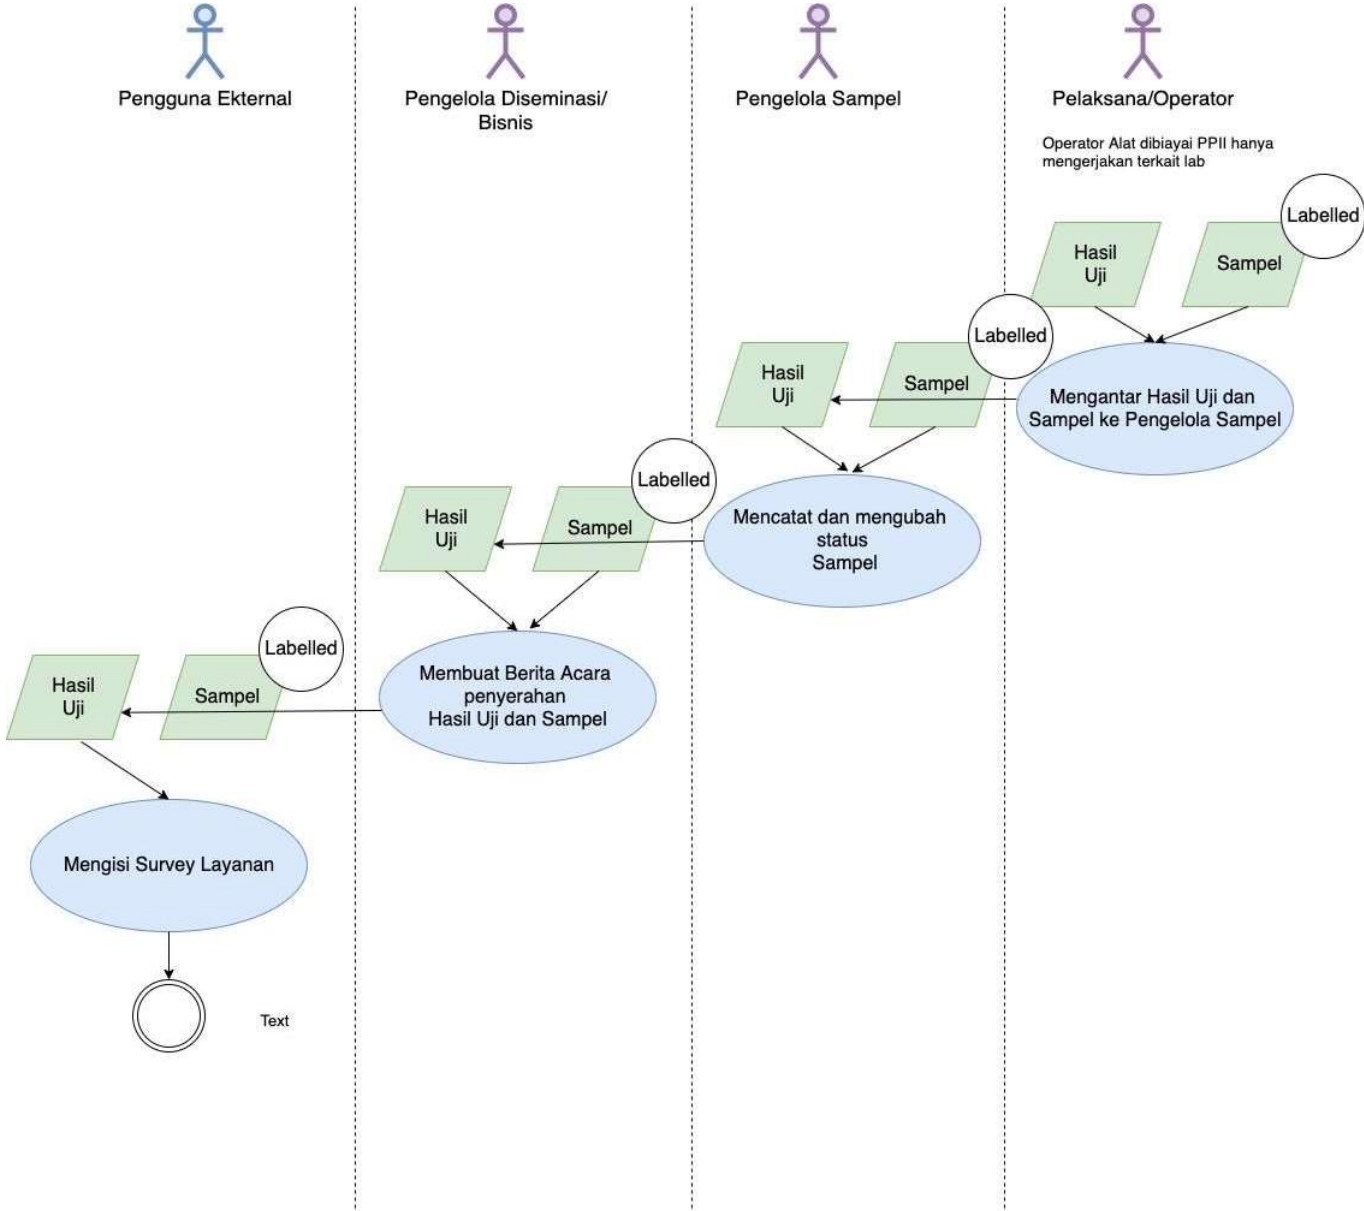 Pengguna Ekternal
Pengelola Diseminasi/
Bisnis
Pengelola Sampel
Pelaksana/Operator
Operator Alat dibiayai PPII hanya
mengerjakan terkait lab
Labelled
Hasil
Uji
Sampel
Labelled
Hasil
Uji
Sampel
Mengantar Hasil Uji dan
Sampel ke Pengelola Sampel
Labelled
Hasil
Uji
Sampel
Mencatat dan mengubah
status
Sampel
Labelled
Hasil
Uji
Sampel
Membuat Berita Acara
penyerahan
Hasil Uji dan Sampel
Mengisi Survey Layanan
Text